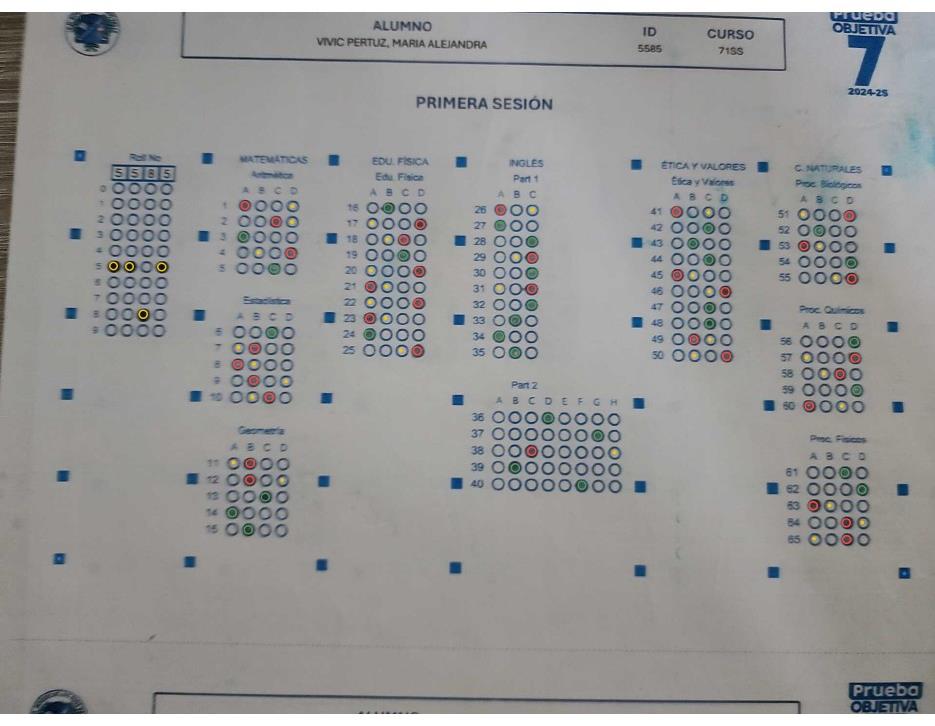 ALUMNO
VIVIC PERTUZ, MARIA ALEJANDRA
ID
5585
CURSO
71SS
Prueba
OBJETIVA
7
2024-2S
PRIMERA SESIÓN
Roll No
5 5 8 5
0
1
2
3
4
5
6
7
8
9
MATEMÁTICAS
Aritmética
A B C D
1
2
3
4
5
Estadística
A B C D
6
7
8
9
10
Geometría
A B C D
11
12
13
14
15
EDU. FÍSICA
Edu. Física
A B C D
16
17
18
19
20
21
22
23
24
25
INGLÉS
Part 1
A B C
26
27
28
29
30
31
32
33
34
35
Part 2
A B C D E F G H
36
37
38
39
40
ÉTICA Y VALORES
Ética y Valores
A B C D
41
42
43
44
45
46
47
48
49
50
C. NATURALES
Proc. Biológicos
A B C D
51
52
53
54
55
Proc. Químicos
A B C D
56
57
58
59
60
Proc. Físicos
A B C D
61
62
63
64
65
Prueba
OBJETIVA
ALUMNO